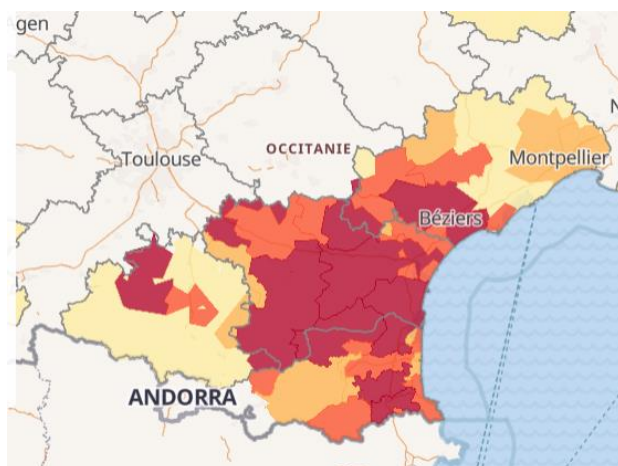 gen
Toulouse
OCCITANIE
N
Montpellier
Béziers
ANDORRA